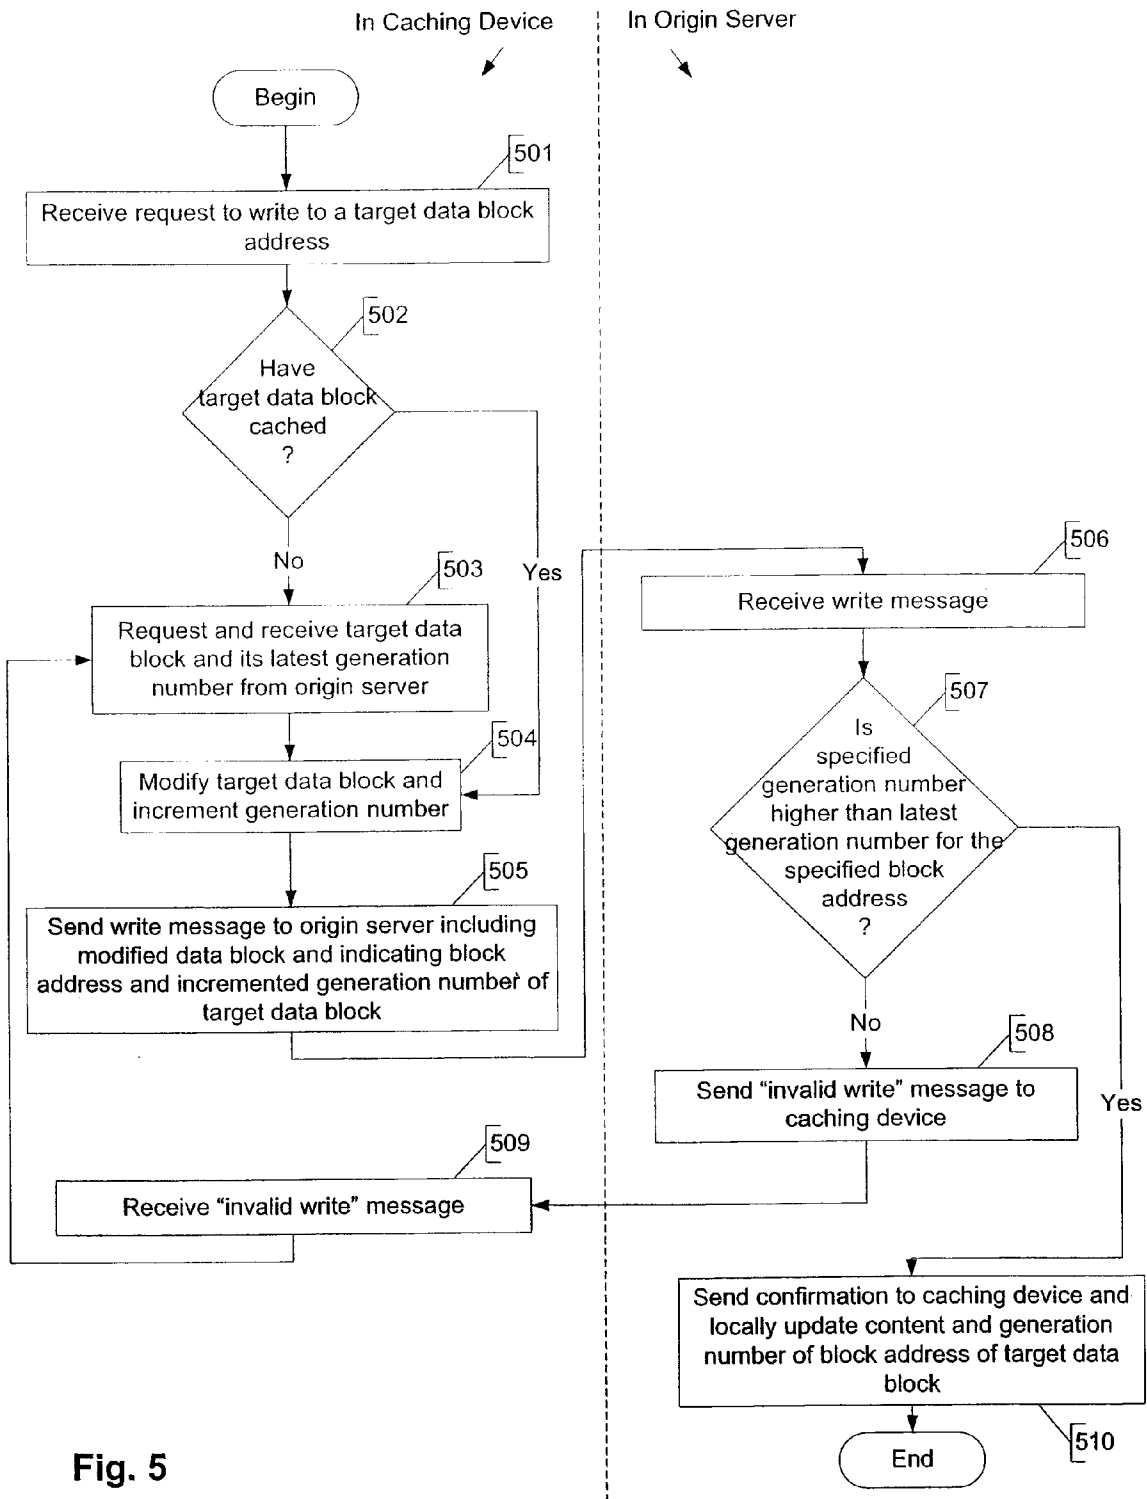 In Caching Device
In Origin Server
Begin
501
Receive request to write to a target data block
address
502
Have
target data block
cached
?
No
Yes
503
Request and receive target data
block and its latest generation
number from origin server
504
Modify target data block and
increment generation number
505
Send write message to origin server including
modified data block and indicating block
address and incremented generation number of
target data block
506
Receive write message
507
Is
specified
generation number
higher than latest
generation number for the
specified block
address
?
No
Yes
508
Send “invalid write” message to
caching device
509
Receive “invalid write” message
Send confirmation to caching device and
locally update content and generation
number of block address of target data
block
510
End
Fig. 5